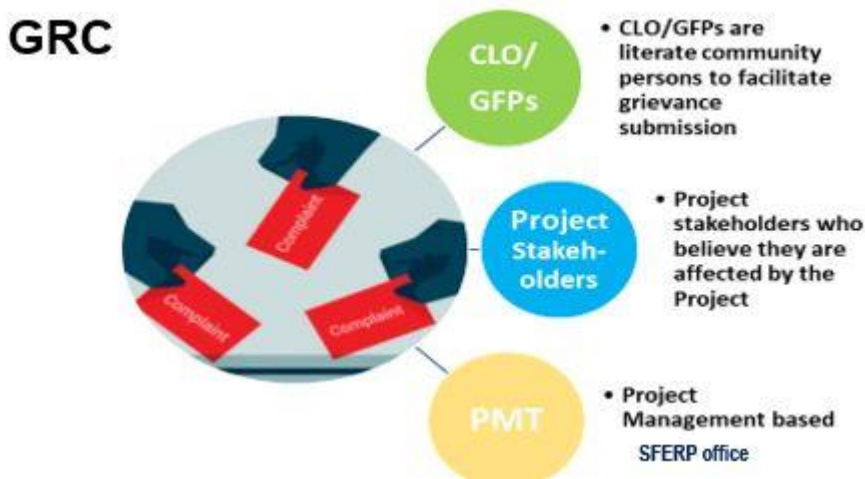 GRC
CLO/
GFPs
• CLO/GFPs are
literate community
persons to facilitate
grievance
submission
Complaint
Complaint
Complaint
Project
Stakeh-
olders
• Project
stakeholders who
believe they are
affected by the
Project
PMT
• Project
Management based
SFERP office